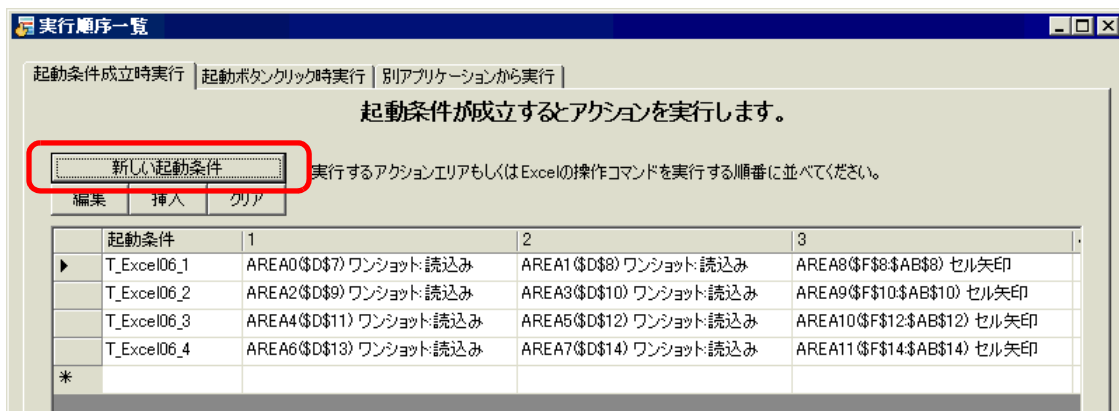 実行順序一覧
起動条件成立時実行 起動ボタンクリック時実行 別アプリケーションから実行
起動条件が成立するとアクションを実行します。
新しい起動条件 実行するアクションエリアもしくはExcelの操作コマンドを実行する順番に並べてください。
編集 挿入 クリア
起動条件 1 2 3
T_Excel06_1 AREA0($D$7) ワンショット:読込み AREA1($D$8) ワンショット:読込み AREA8($F$8:$AB$8) セル矢印
T_Excel06_2 AREA2($D$9) ワンショット:読込み AREA3($D$10) ワンショット:読込み AREA9($F$10:$AB$10) セル矢印
T_Excel06_3 AREA4($D$11) ワンショット:読込み AREA5($D$12) ワンショット:読込み AREA10($F$12:$AB$12) セル矢印
T_Excel06_4 AREA6($D$13) ワンショット:読込み AREA7($D$14) ワンショット:読込み AREA11($F$14:$AB$14) セル矢印